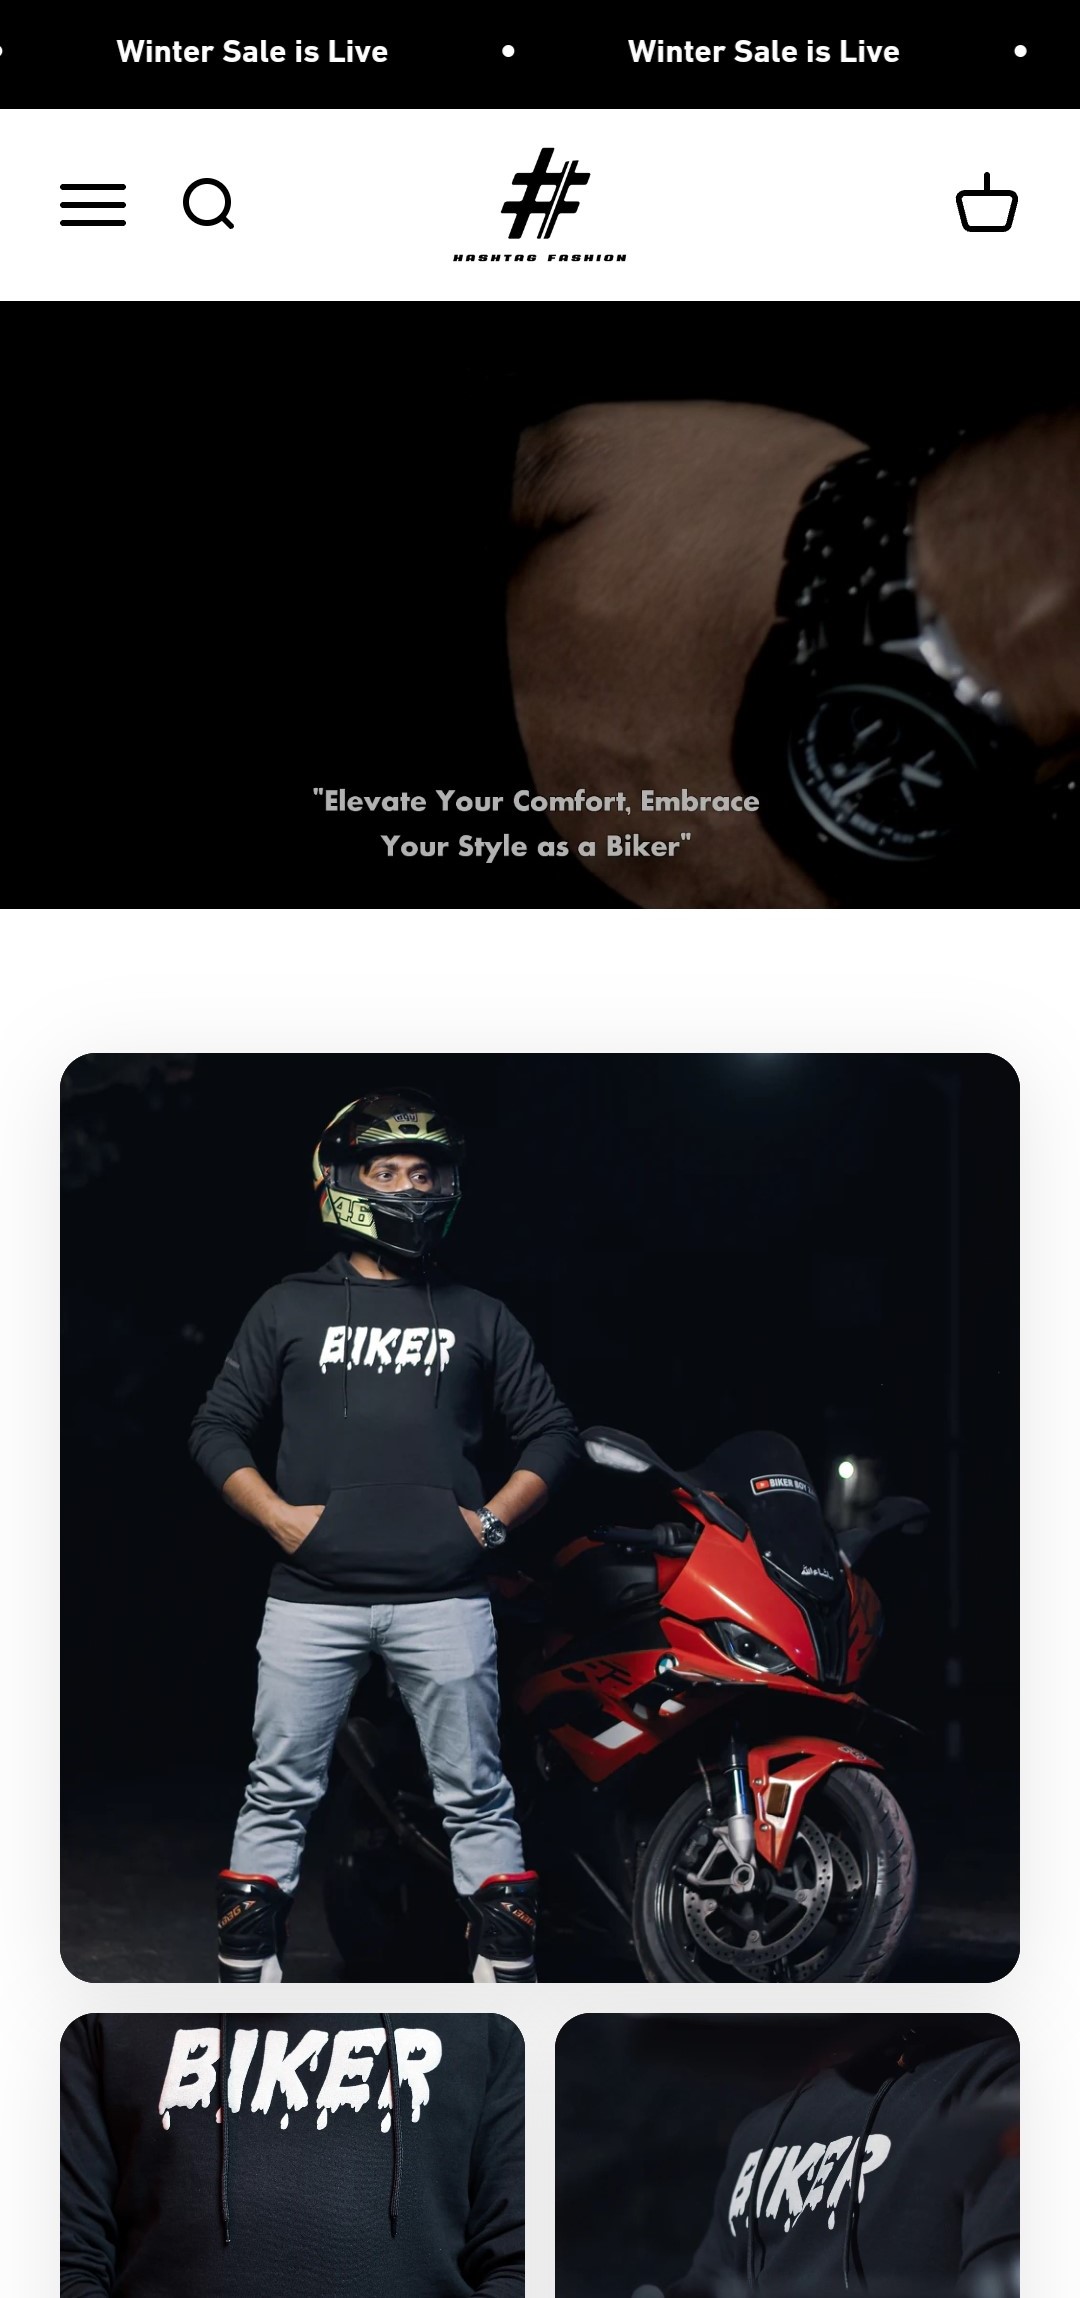 Winter Sale is Live
Winter Sale is Live
#
HASHTAG FASHION
"Elevate Your Comfort, Embrace
Your Style as a Biker"
46
BIKER
BIKER BOY
BIKER
BIKER